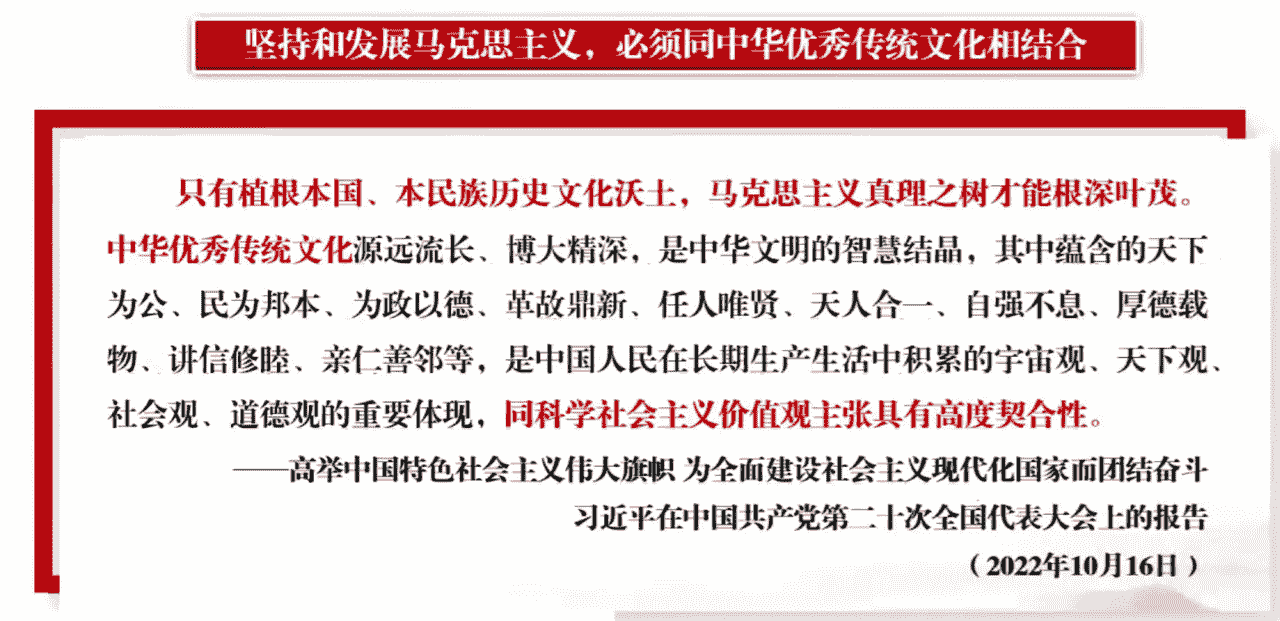 坚持和发展马克思主义，必须同中华优秀传统文化相结合
只有植根本国、本民族历史文化沃土，马克思主义真理之树才能根深叶茂。
中华优秀传统文化源远流长、博大精深，是中华文明的智慧结晶，其中蕴含的天下
为公、民为邦本、为政以德、革故鼎新、任人唯贤、天人合一、自强不息、厚德载
物、讲信修睦、亲仁善邻等，是中国人民在长期生产生活中积累的宇宙观、天下观、
社会观、道德观的重要体现，同科学社会主义价值观主张具有高度契合性。
——高举中国特色社会主义伟大旗帜 为全面建设社会主义现代化国家而团结奋斗
习近平在中国共产党第二十次全国代表大会上的报告
（2022年10月16日）